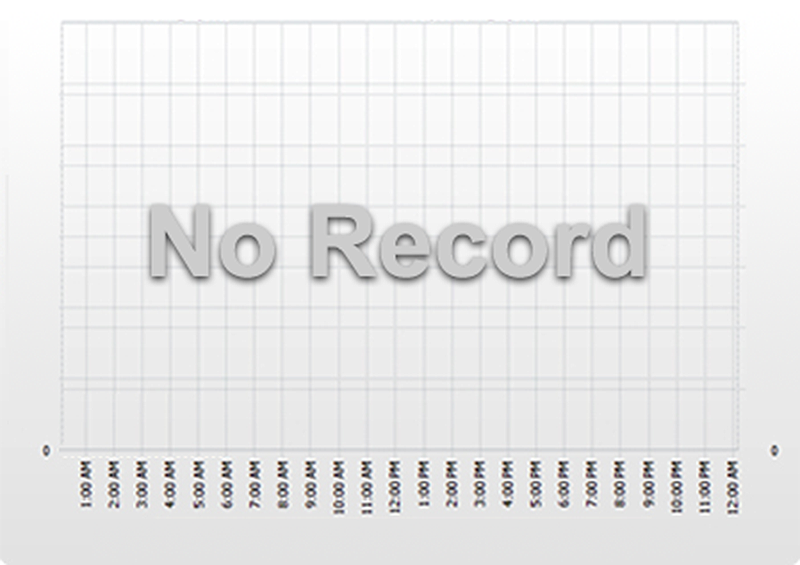 No Record
0
0
1:00 AM
2:00 AM
3:00 AM
4:00 AM
5:00 AM
6:00 AM
7:00 AM
8:00 AM
9:00 AM
10:00 AM
11:00 AM
12:00 PM
1:00 PM
2:00 PM
3:00 PM
4:00 PM
5:00 PM
6:00 PM
7:00 PM
8:00 PM
9:00 PM
10:00 PM
11:00 PM
12:00 AM